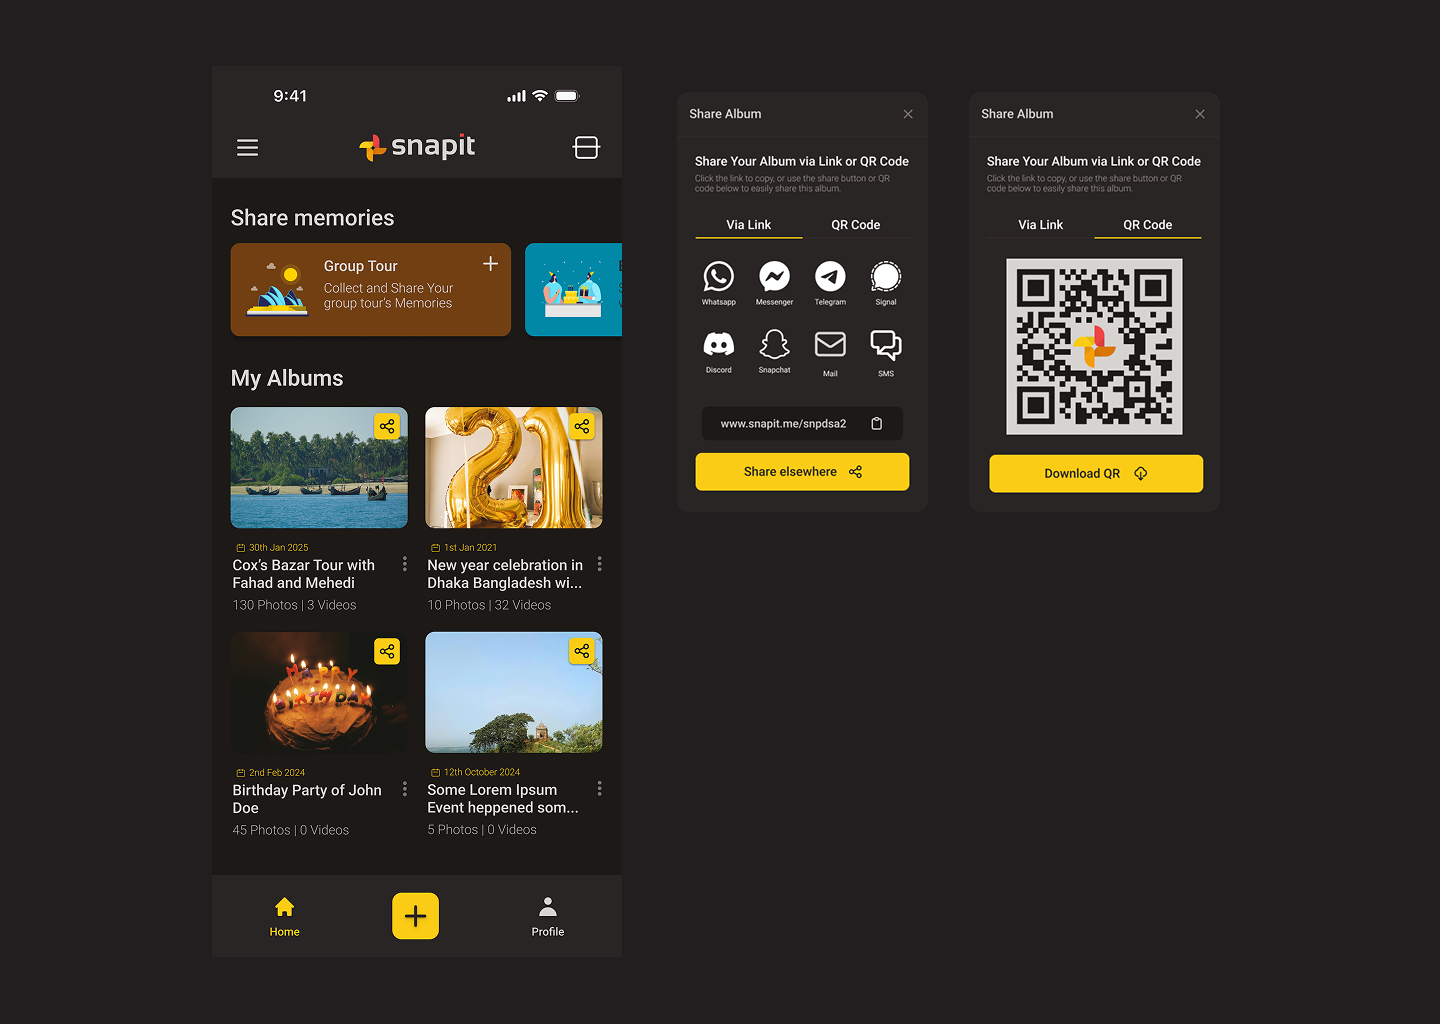 9:41
snapit
Share memories
Group Tour
Collect and Share Your
group tour's Memories
My Albums
30th Jan 2025
Cox's Bazar Tour with
Fahad and Mehedi
130 Photos | 3 Videos
21
1st Jan 2021
New year celebration in
Dhaka Bangladesh wi...
10 Photos | 32 Videos
HAPPY
BIRTHDAY
2nd Feb 2024
Birthday Party of John
Doe
45 Photos | 0 Videos
12th October 2024
Some Lorem Ipsum
Event heppened som...
5 Photos | 0 Videos
Home
Profile
Share Album
Share Your Album via Link or QR Code
Click the link to copy, or use the share button or QR
code below to easily share this album.
Via Link
QR Code
Whatsapp
Messenger
Telegram
Signal
Discord
Snapchat
Mail
SMS
www.snapit.me/snpdsa2
Share elsewhere
Share Album
Share Your Album via Link or QR Code
Click the link to copy, or use the share button or QR
code below to easily share this album.
Via Link
QR Code
Download QR